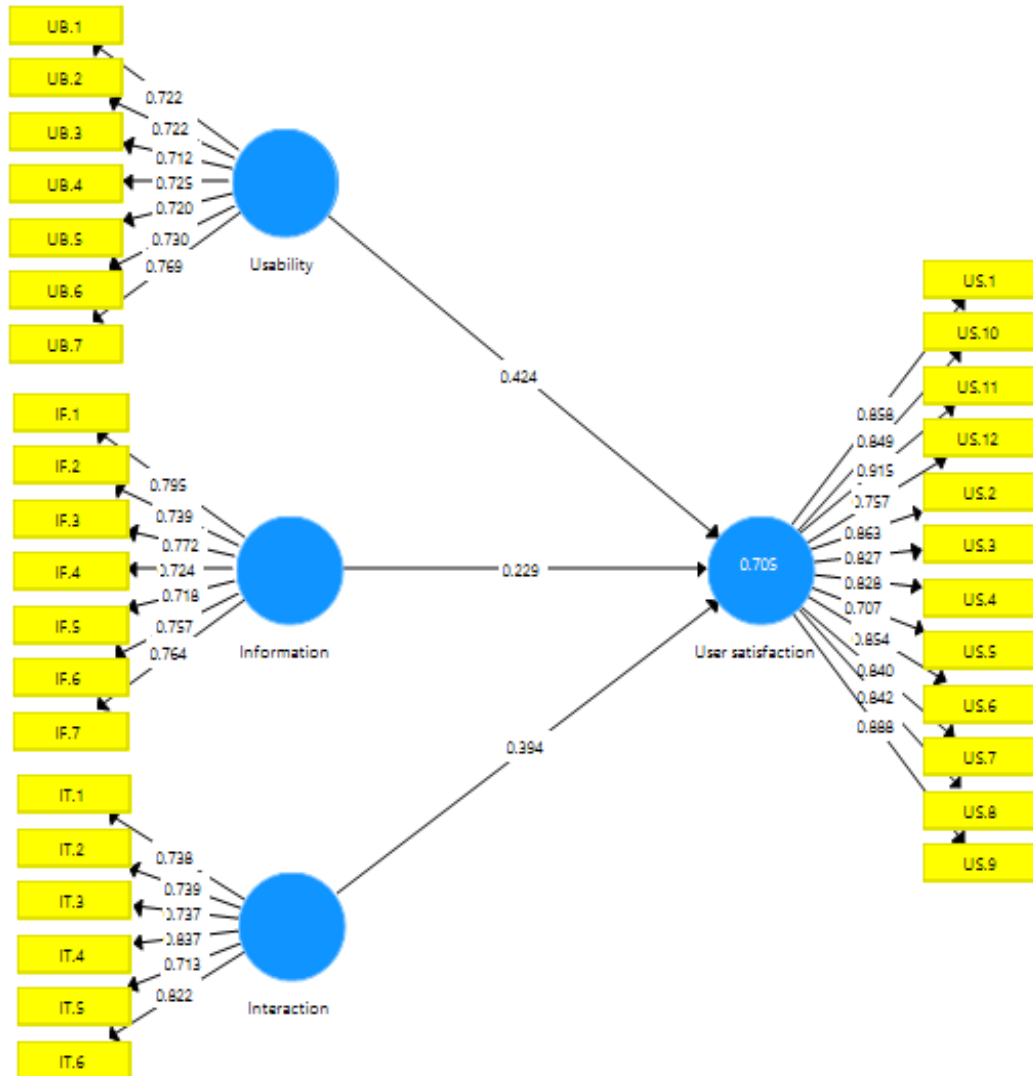 UB.1
UB.2
UB.3
UB.4
UB.5
UB.6
UB.7
0.722
0.722
0.712
0.725
0.720
0.730
0.769
Usability
IF.1
IF.2
IF.3
IF.4
IF.5
IF.6
IF.7
0.795
0.739
0.772
0.724
0.718
0.757
0.764
Information
IT.1
IT.2
IT.3
IT.4
IT.5
IT.6
0.738
0.739
0.737
0.837
0.713
0.822
Interaction
0.424
0.229
0.394
0.705
User satisfaction
0.858
0.849
0.915
0.757
0.863
0.827
0.828
0.707
0.854
0.840
0.842
0.888
US.1
US.10
US.11
US.12
US.2
US.3
US.4
US.5
US.6
US.7
US.8
US.9